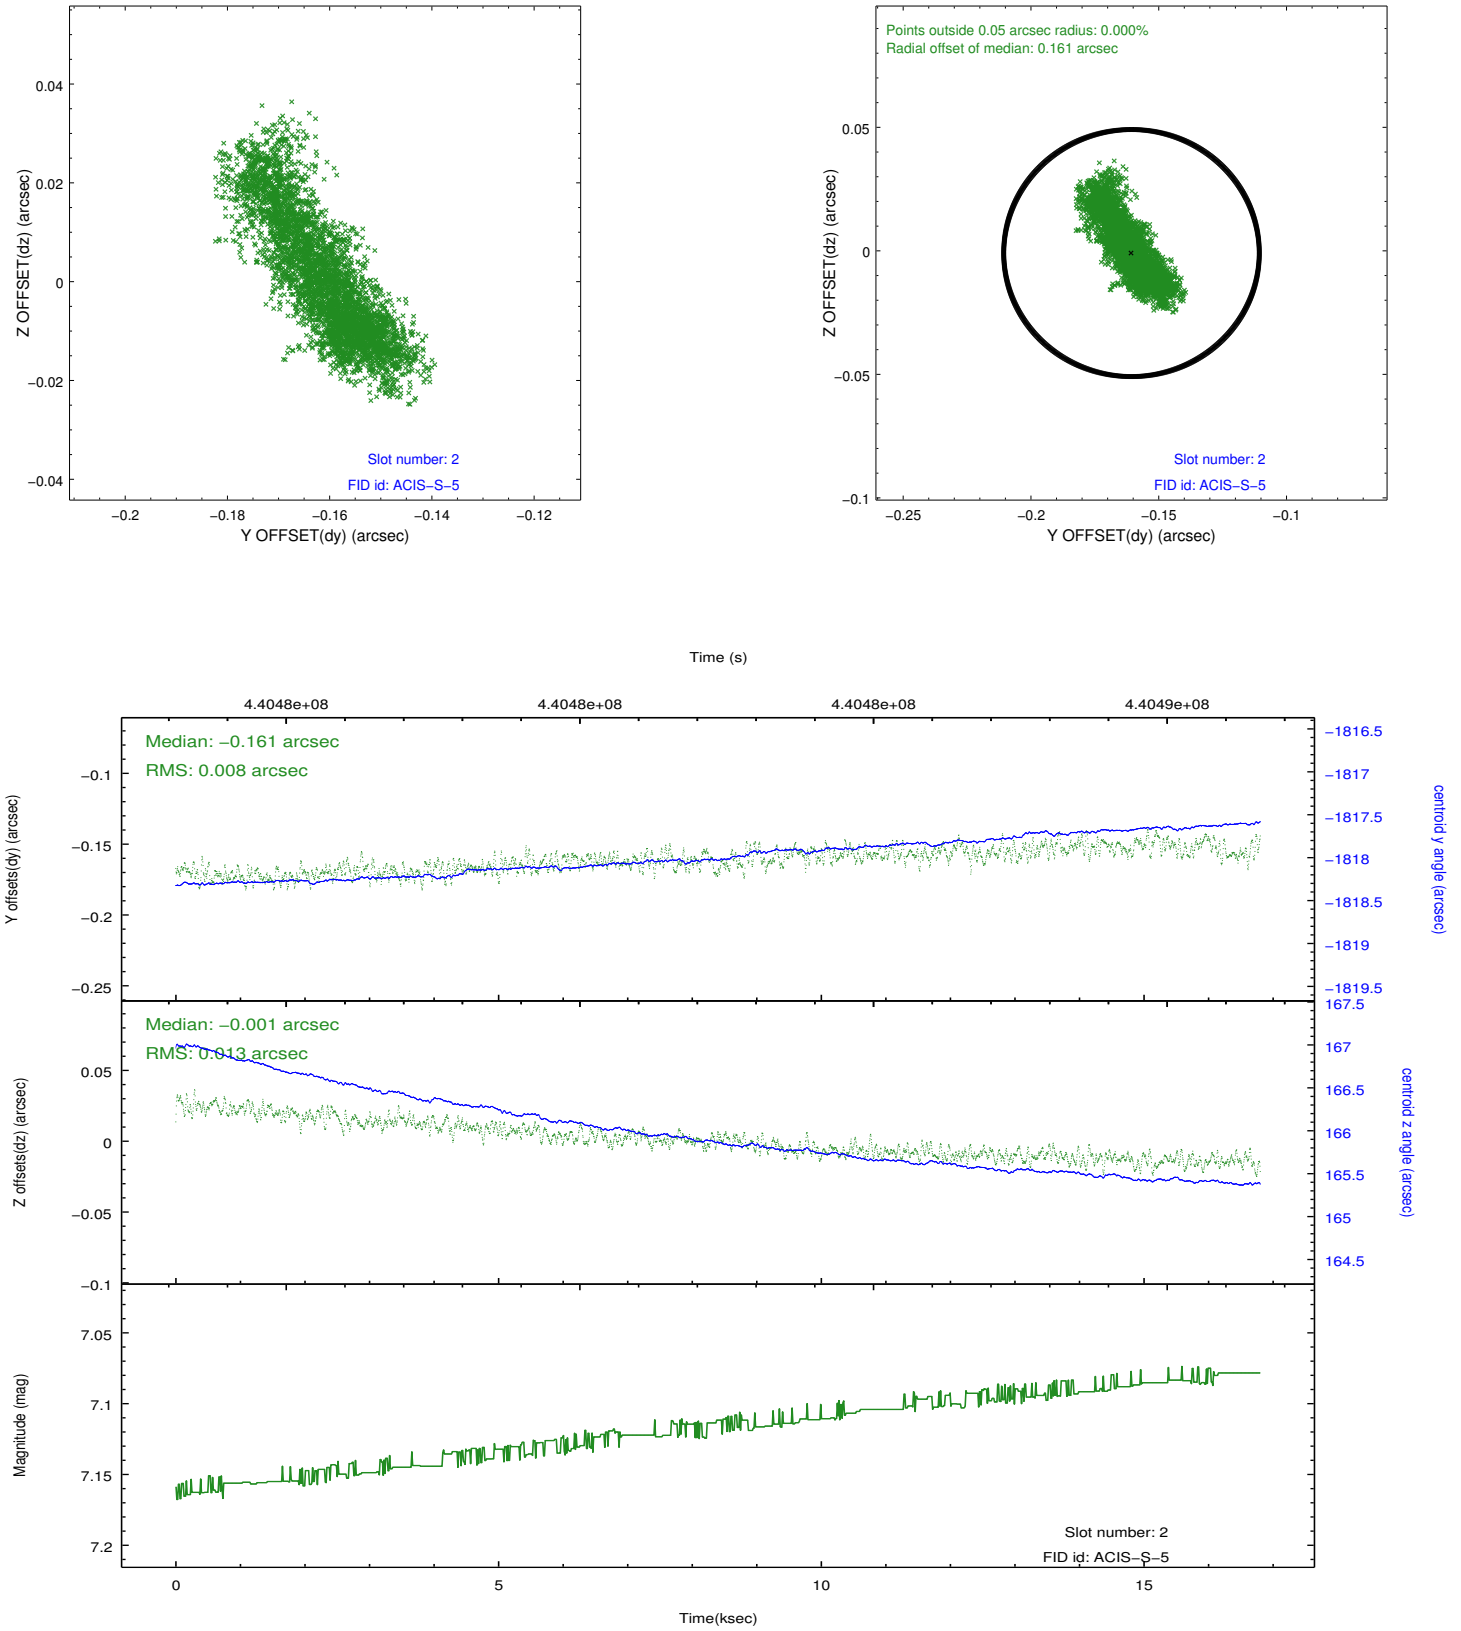 0.04
0.02
0
−0.02
−0.04
Z OFFSET(dz) (arcsec)
Slot number: 2
FID id: ACIS−S−5
−0.2
−0.18
−0.16
−0.14
−0.12
Y OFFSET(dy) (arcsec)
Points outside 0.05 arcsec radius: 0.000%
Radial offset of median: 0.161 arcsec
0.05
0
−0.05
−0.1
Z OFFSET(dz) (arcsec)
Slot number: 2
FID id: ACIS−S−5
−0.25
−0.2
−0.15
−0.1
Y OFFSET(dy) (arcsec)
Time (s)
4.4048e+08
4.4048e+08
4.4048e+08
4.4049e+08
Median: −0.161 arcsec
RMS: 0.008 arcsec
−0.1
−0.15
−0.2
−0.25
Y offsets(dy) (arcsec)
−1816.5
−1817
−1817.5
−1818
−1818.5
−1819
−1819.5
centroid y angle (arcsec)
Median: −0.001 arcsec
RMS: 0.013 arcsec
0.05
0
−0.05
−0.1
Z offsets(dz) (arcsec)
167.5
167
166.5
166
165.5
165
164.5
centroid z angle (arcsec)
7.05
7.1
7.15
7.2
Magnitude (mag)
Slot number: 2
FID id: ACIS−S−5
0
5
10
15
Time(ksec)